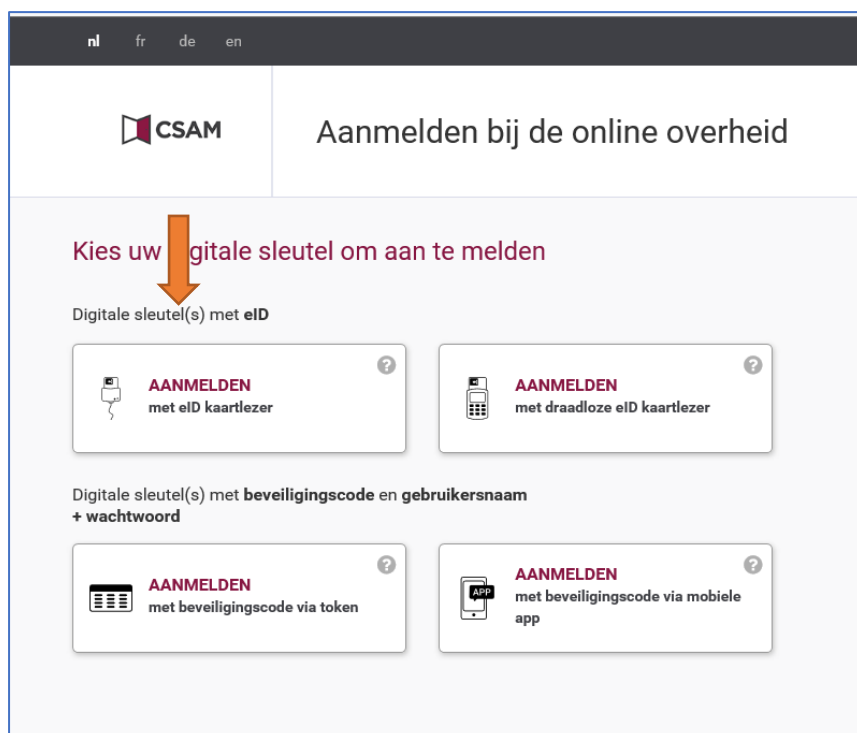 nl fr de en
CSAM
Aanmelden bij de online overheid
Kies uw gitale sleutel om aan te melden
Digitale sleutel(s) met eID
AANMELDEN
met eID kaartlezer
?
AANMELDEN
met draadloze eID kaartlezer
?
Digitale sleutel(s) met beveiligingscode en gebruikersnaam
+ wachtwoord
AANMELDEN
met beveiligingscode via token
?
APP
AANMELDEN
met beveiligingscode via mobiele
app
?